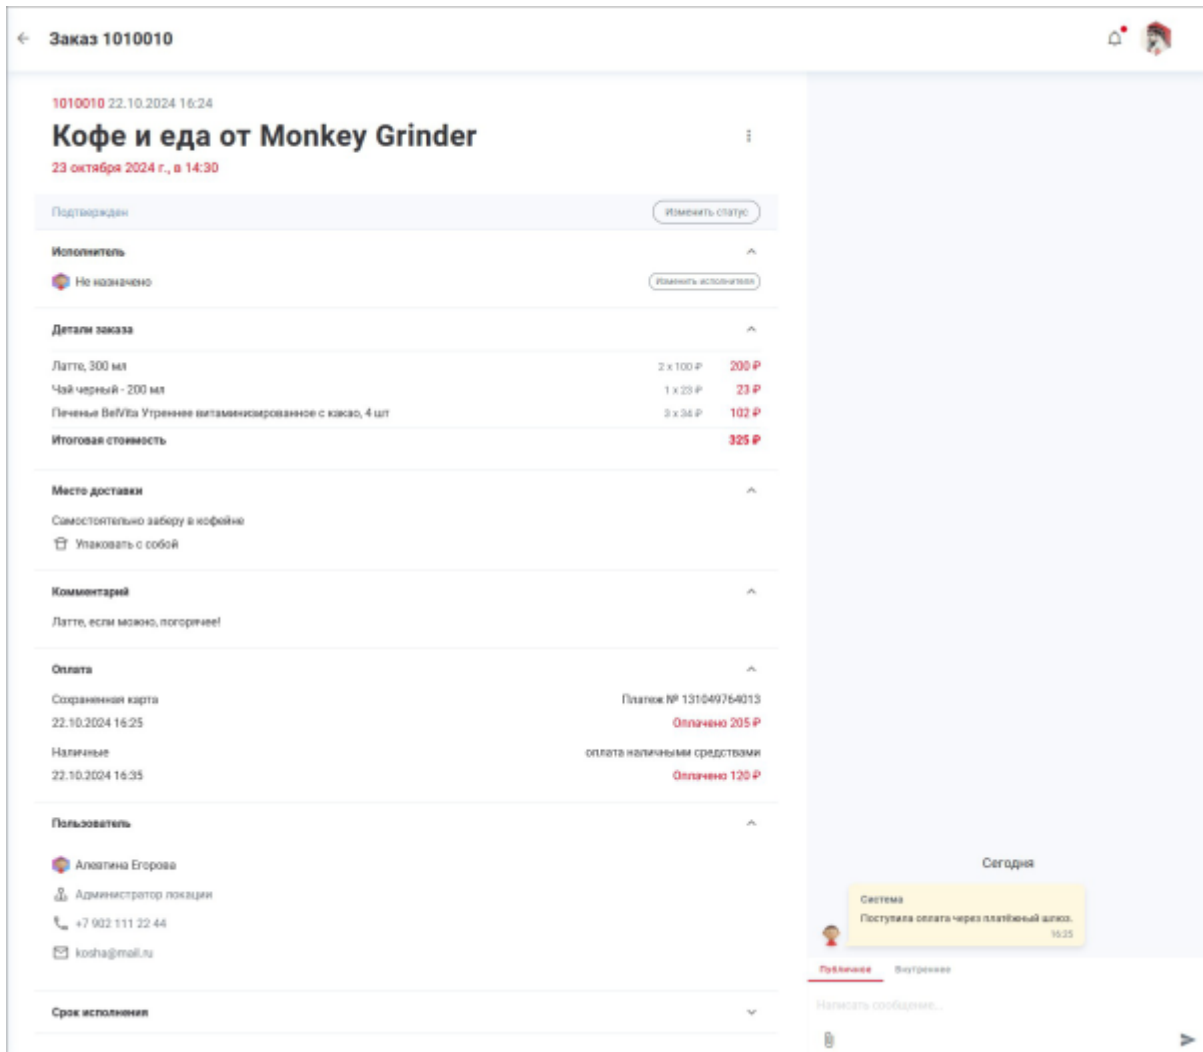 Заказ 1010010
1010010 22.10.2024 16:24
Кофе и еда от Monkey Grinder
23 октября 2024 г., в 14:30
Подтвержден
Изменить статус
Исполнитель
Не назначено
Изменить исполнителя
Детали заказа
Латте, 300 мл 2 x 100 ₽ 200 ₽
Чай черный - 200 мл 1 x 23 ₽ 23 ₽
Печенье BelVita Утреннее витаминизированное с какао, 4 шт 3 x 34 ₽ 102 ₽
Итоговая стоимость 325 ₽
Место доставки
Самостоятельно заберу в кофейне
Упаковать с собой
Комментарий
Латте, если можно, погорячее!
Оплата
Сохраненная карта Платеж № 131049764013
22.10.2024 16:25 Оплачено 205 ₽
Наличные оплата наличными средствами
22.10.2024 16:35 Оплачено 120 ₽
Пользователь
Алевтина Егорова
Администратор локации
+7 902 111 22 44
kosha@mail.ru
Срок исполнения
Сегодня
Система
Поступила оплата через платёжный шлюз.
16:25
Публичное Внутреннее
Написать сообщение...